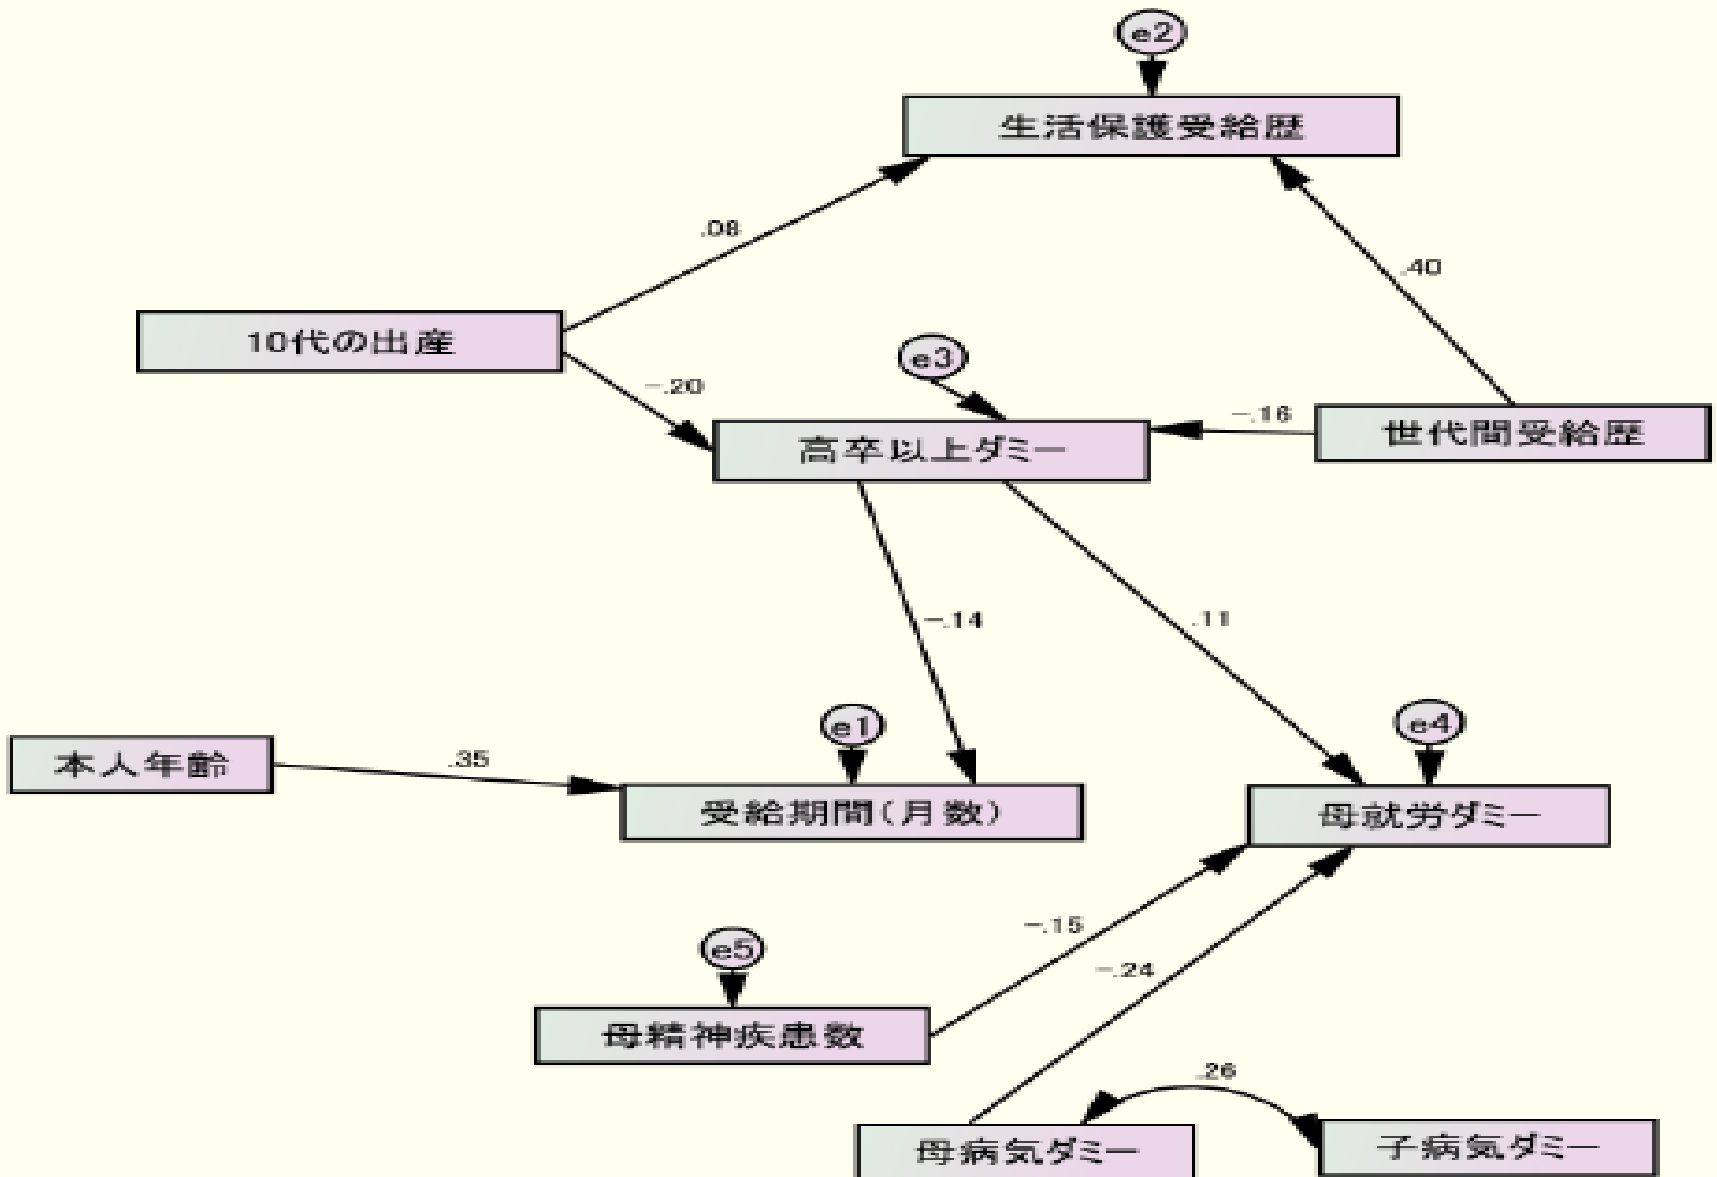 e2
生活保護受給歴
.08
.40
10代の出産
e3
-.20
-.16
世代間受給歴
高卒以上ダミー
-.14
.11
e1
e4
本人年齢
.35
受給期間(月数)
母就労ダミー
-.15
e5
-.24
母精神疾患数
.26
母病気ダミー
子病気ダミー